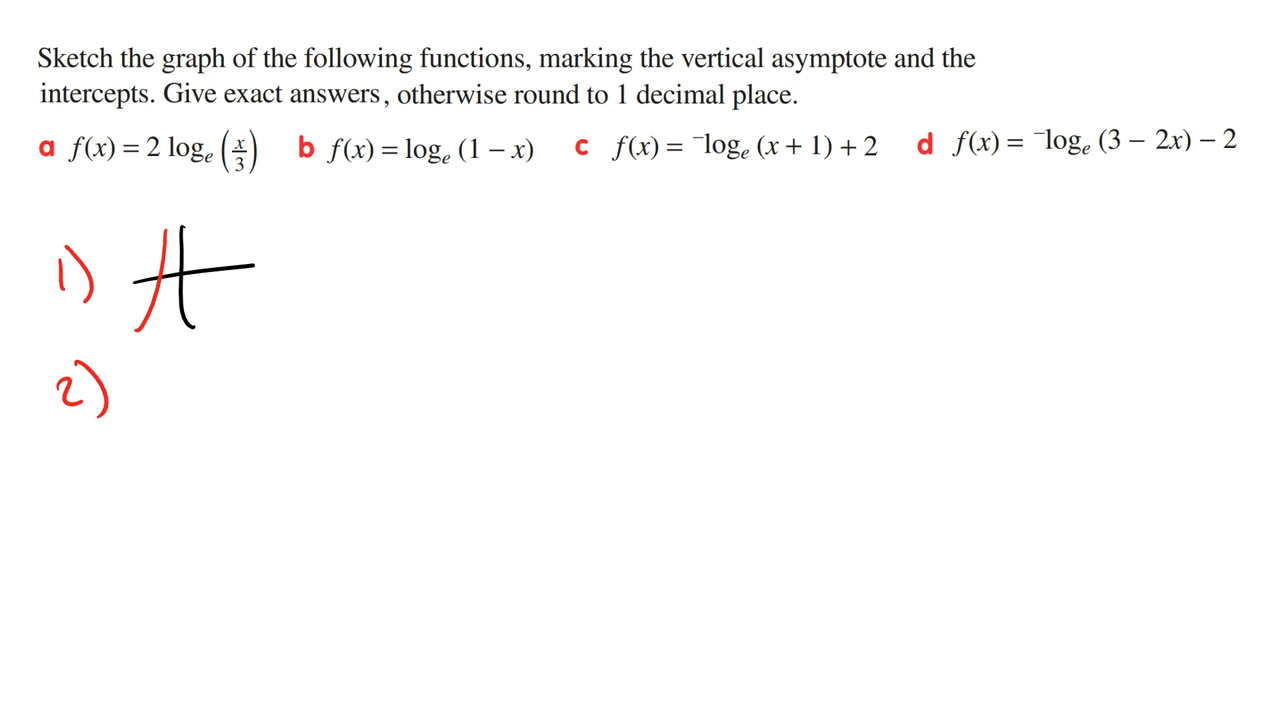 Sketch the graph of the following functions, marking the vertical asymptote and the
intercepts. Give exact answers, otherwise round to 1 decimal place.
a f(x) = 2 logₑ (x/3) b f(x) = logₑ (1 − x) c f(x) = ⁻logₑ (x + 1) + 2 d f(x) = ⁻logₑ (3 − 2x) − 2
1)
2)